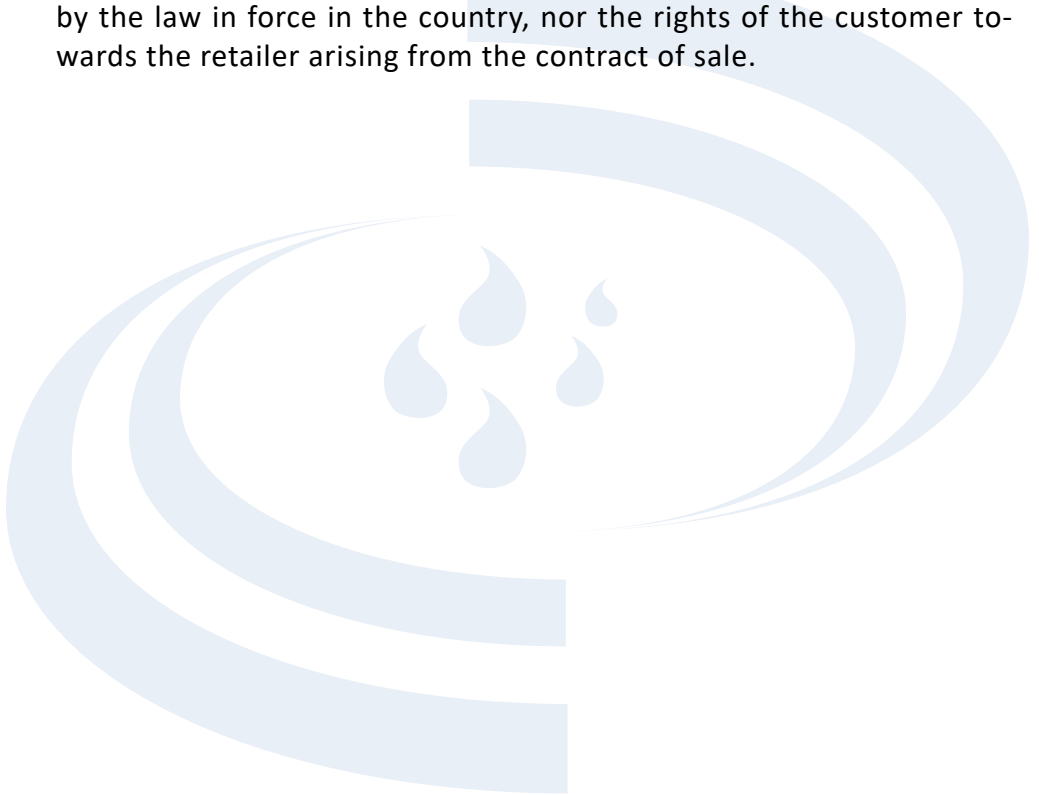 by the law in force in the country, nor the rights of the customer to-
wards the retailer arising from the contract of sale.